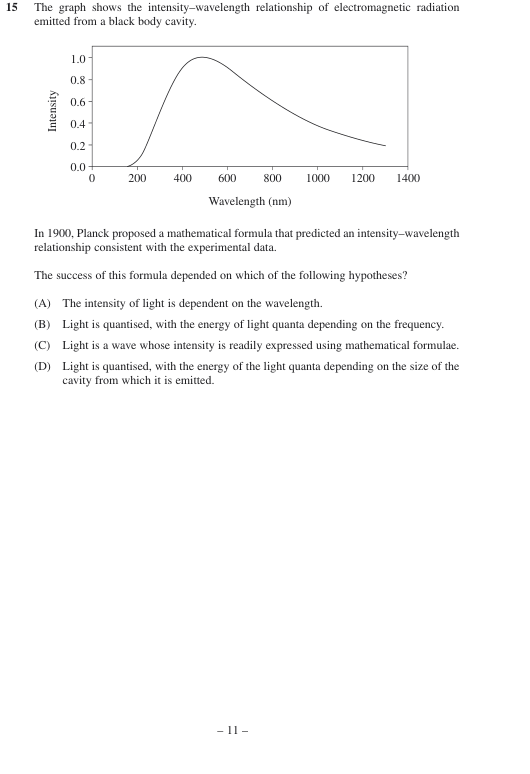 15 The graph shows the intensity–wavelength relationship of electromagnetic radiation
emitted from a black body cavity.
1.0
0.8
0.6
0.4
0.2
0.0
Intensity
0 200 400 600 800 1000 1200 1400
Wavelength (nm)
In 1900, Planck proposed a mathematical formula that predicted an intensity–wavelength
relationship consistent with the experimental data.
The success of this formula depended on which of the following hypotheses?
(A) The intensity of light is dependent on the wavelength.
(B) Light is quantised, with the energy of light quanta depending on the frequency.
(C) Light is a wave whose intensity is readily expressed using mathematical formulae.
(D) Light is quantised, with the energy of the light quanta depending on the size of the
cavity from which it is emitted.
– 11 –